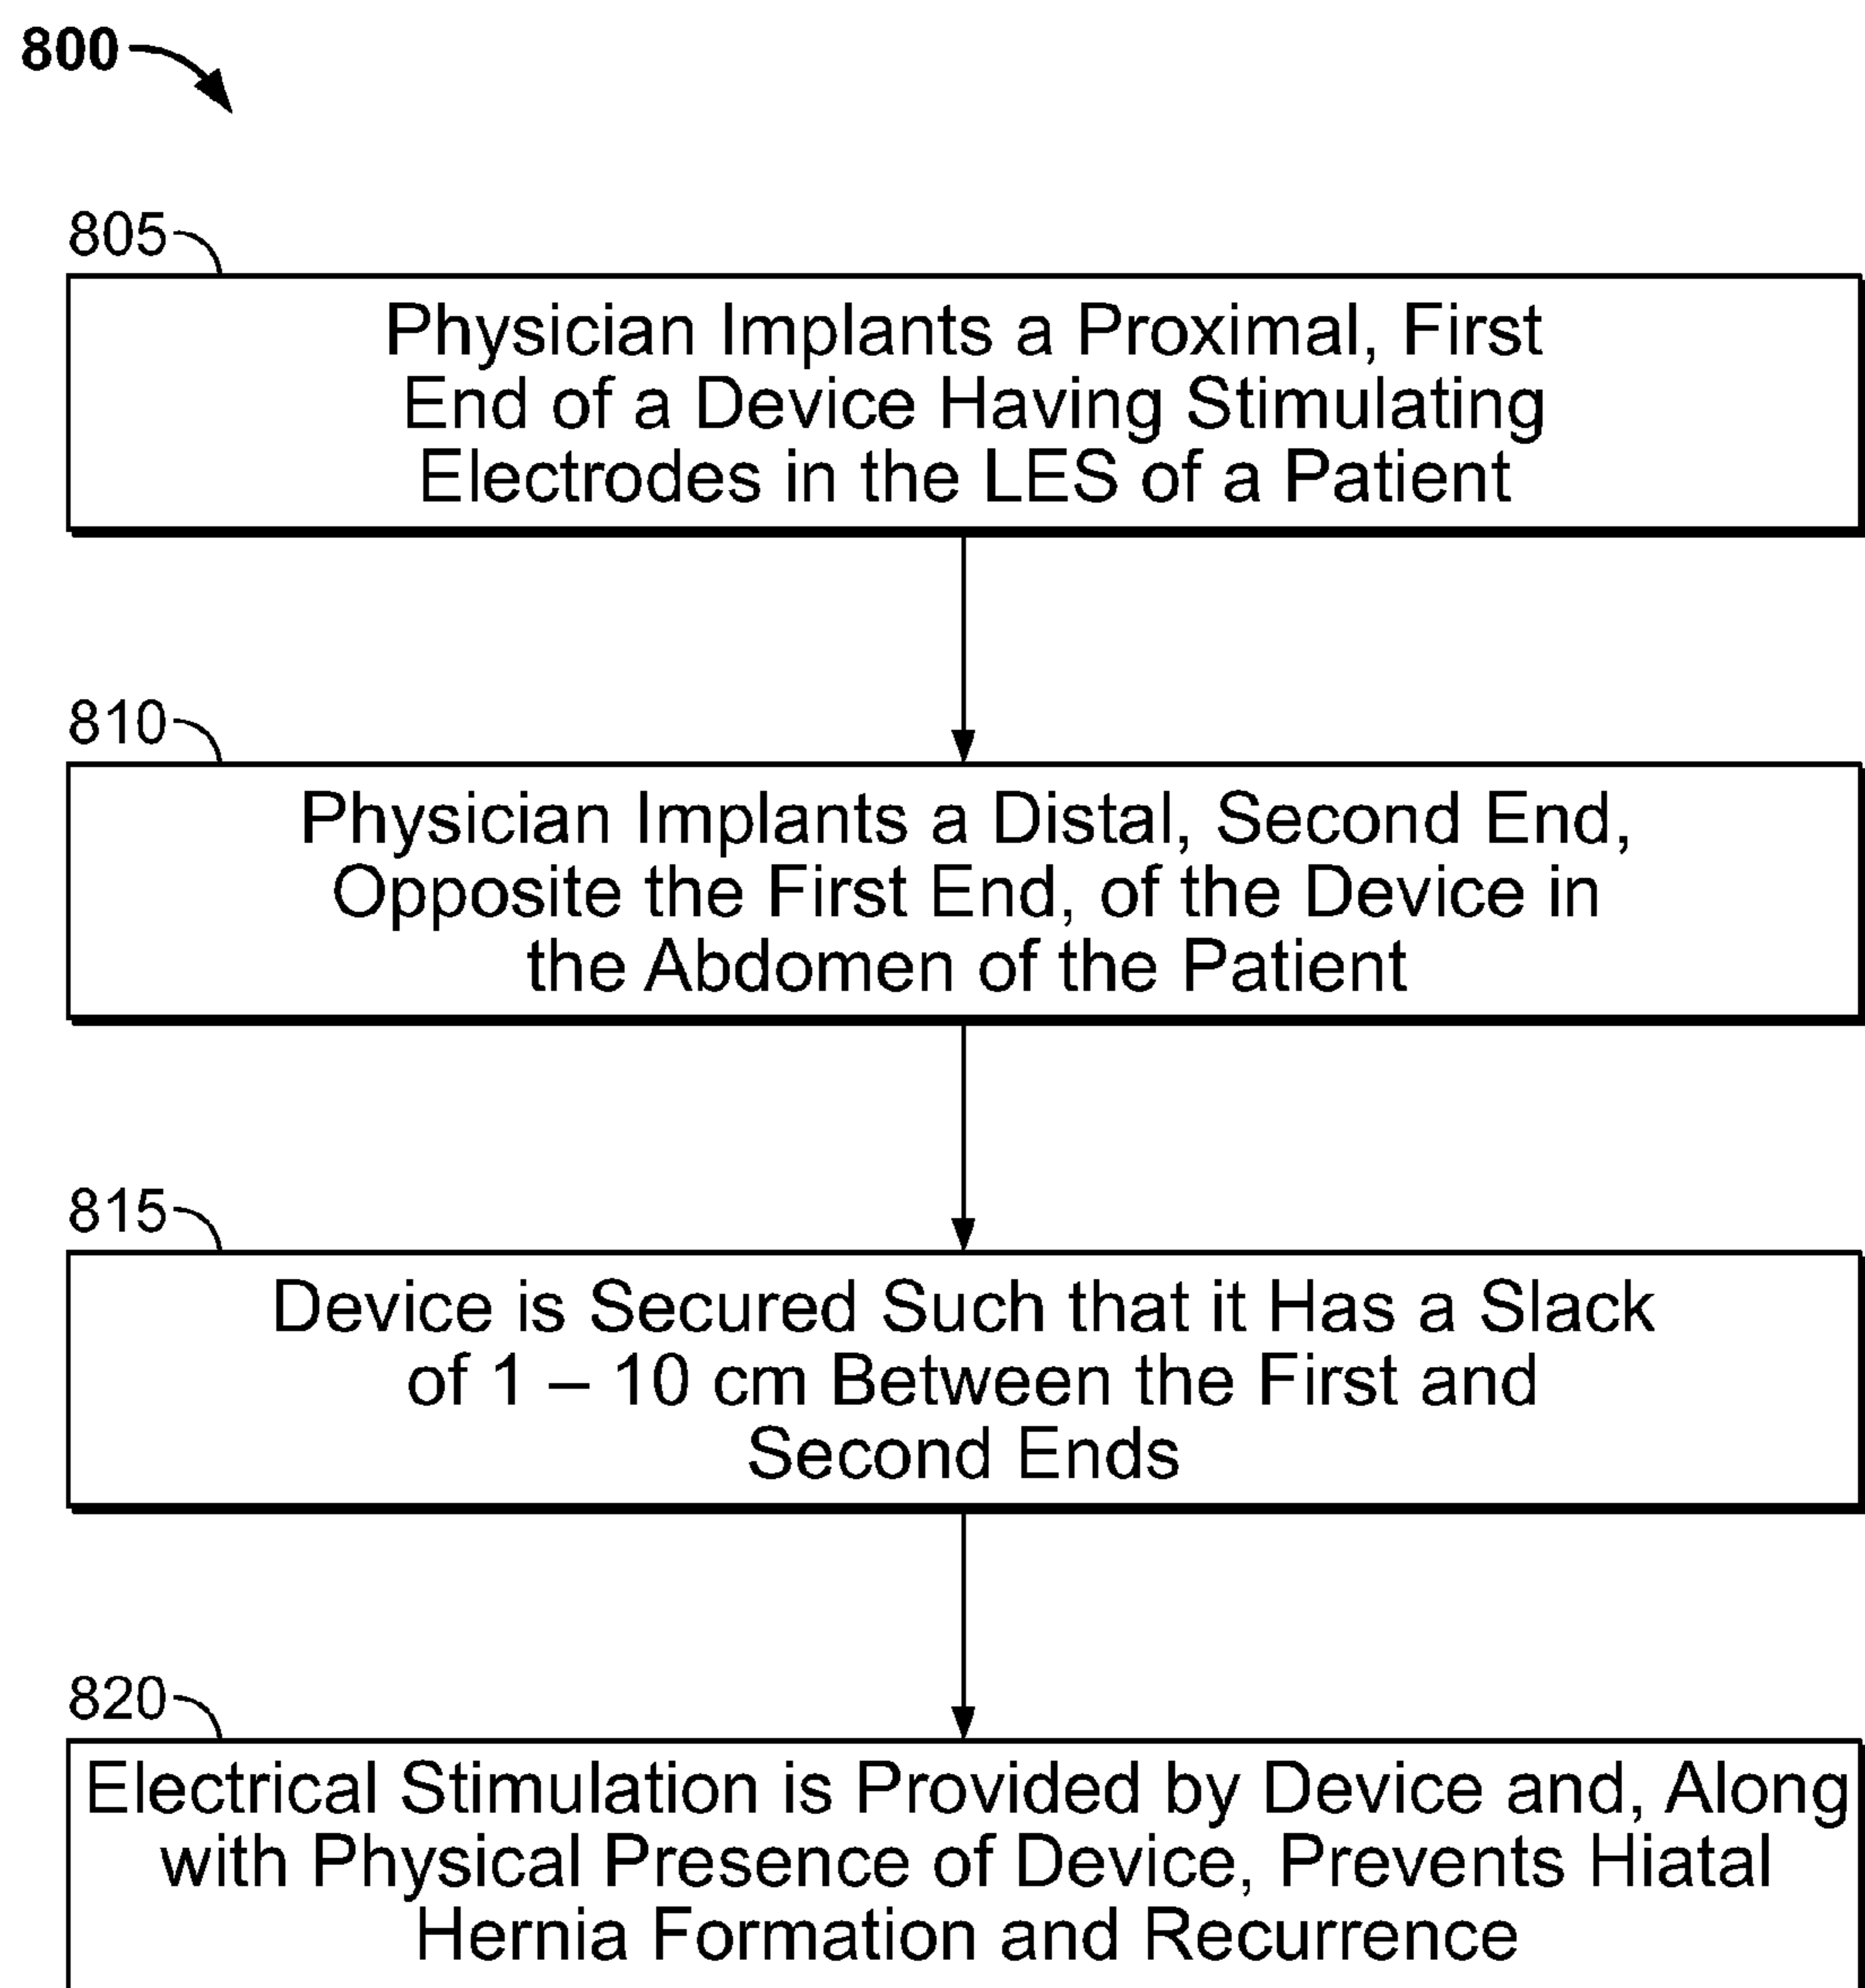 800
805
Physician Implants a Proximal, First
End of a Device Having Stimulating
Electrodes in the LES of a Patient
810
Physician Implants a Distal, Second End,
Opposite the First End, of the Device in
the Abdomen of the Patient
815
Device is Secured Such that it Has a Slack
of 1 – 10 cm Between the First and
Second Ends
820
Electrical Stimulation is Provided by Device and, Along
with Physical Presence of Device, Prevents Hiatal
Hernia Formation and Recurrence